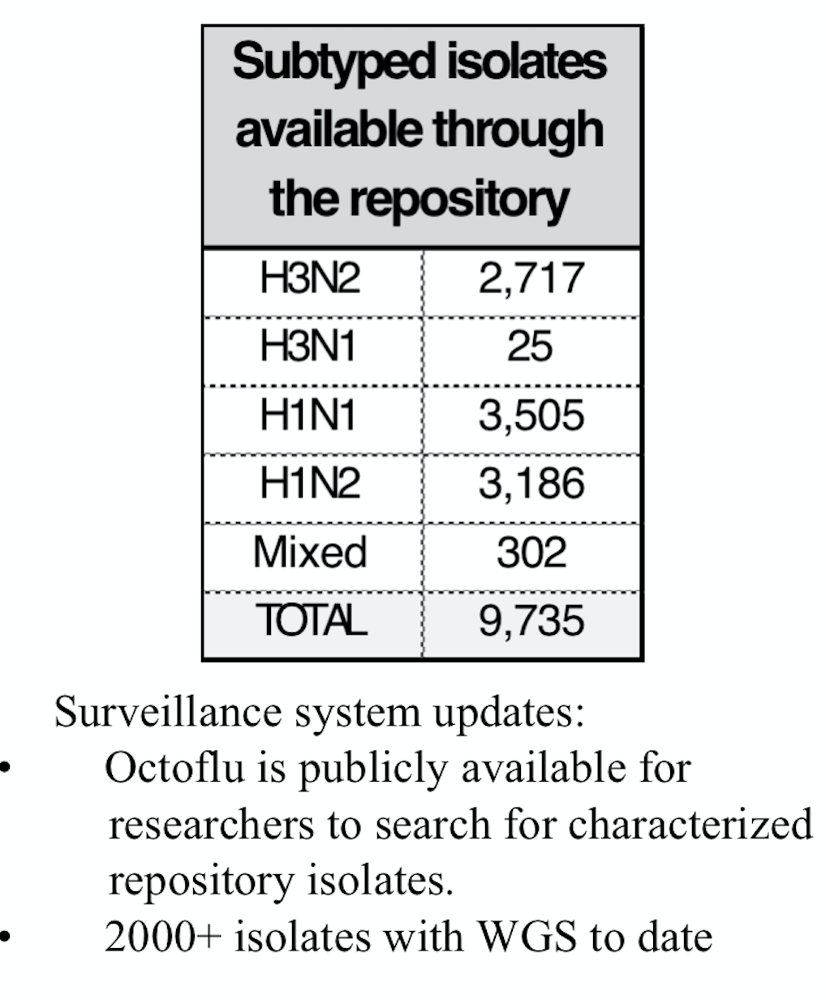 Subtyped isolates
available through
the repository
H3N2 2,717
H3N1 25
H1N1 3,505
H1N2 3,186
Mixed 302
TOTAL 9,735
Surveillance system updates:
• Octoflu is publicly available for
researchers to search for characterized
repository isolates.
• 2000+ isolates with WGS to date